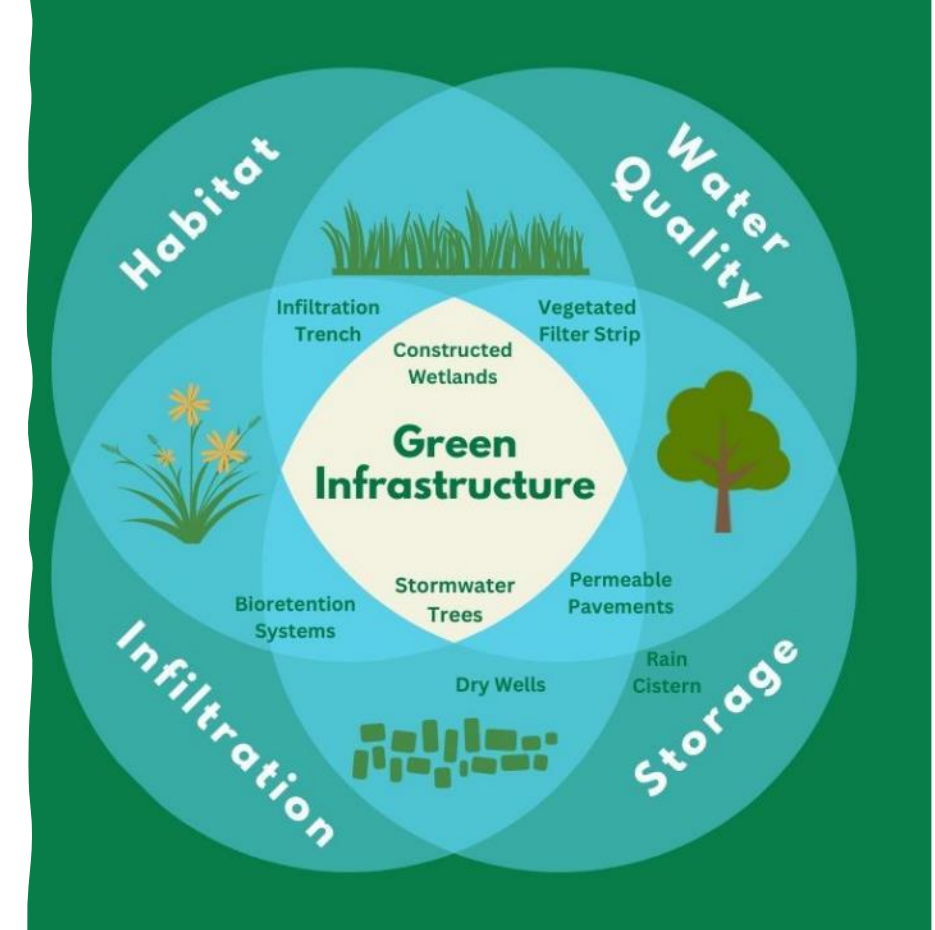 Habitat
Water
Quality
Infiltration
Trench
Vegetated
Filter Strip
Constructed
Wetlands
Green
Infrastructure
Stormwater
Trees
Permeable
Pavements
Bioretention
Systems
Rain
Cistern
Dry Wells
Infiltration
Storage